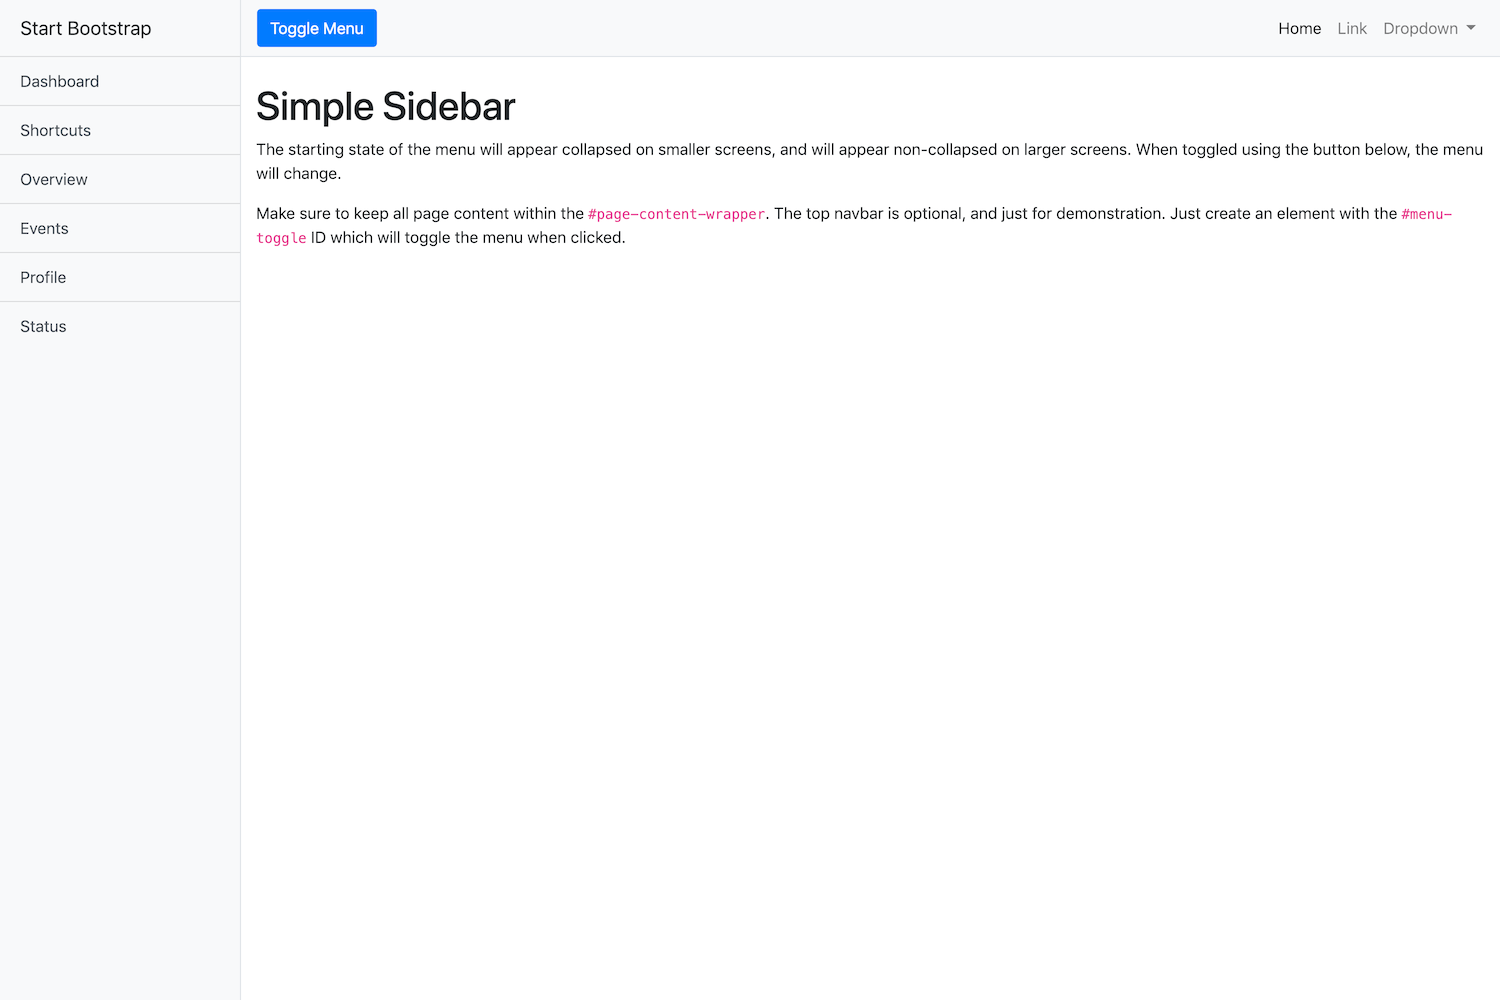 Start Bootstrap
Toggle Menu
Home Link Dropdown
Dashboard
Shortcuts
Overview
Events
Profile
Status
Simple Sidebar
The starting state of the menu will appear collapsed on smaller screens, and will appear non-collapsed on larger screens. When toggled using the button below, the menu
will change.
Make sure to keep all page content within the #page-content-wrapper. The top navbar is optional, and just for demonstration. Just create an element with the #menu-
toggle ID which will toggle the menu when clicked.